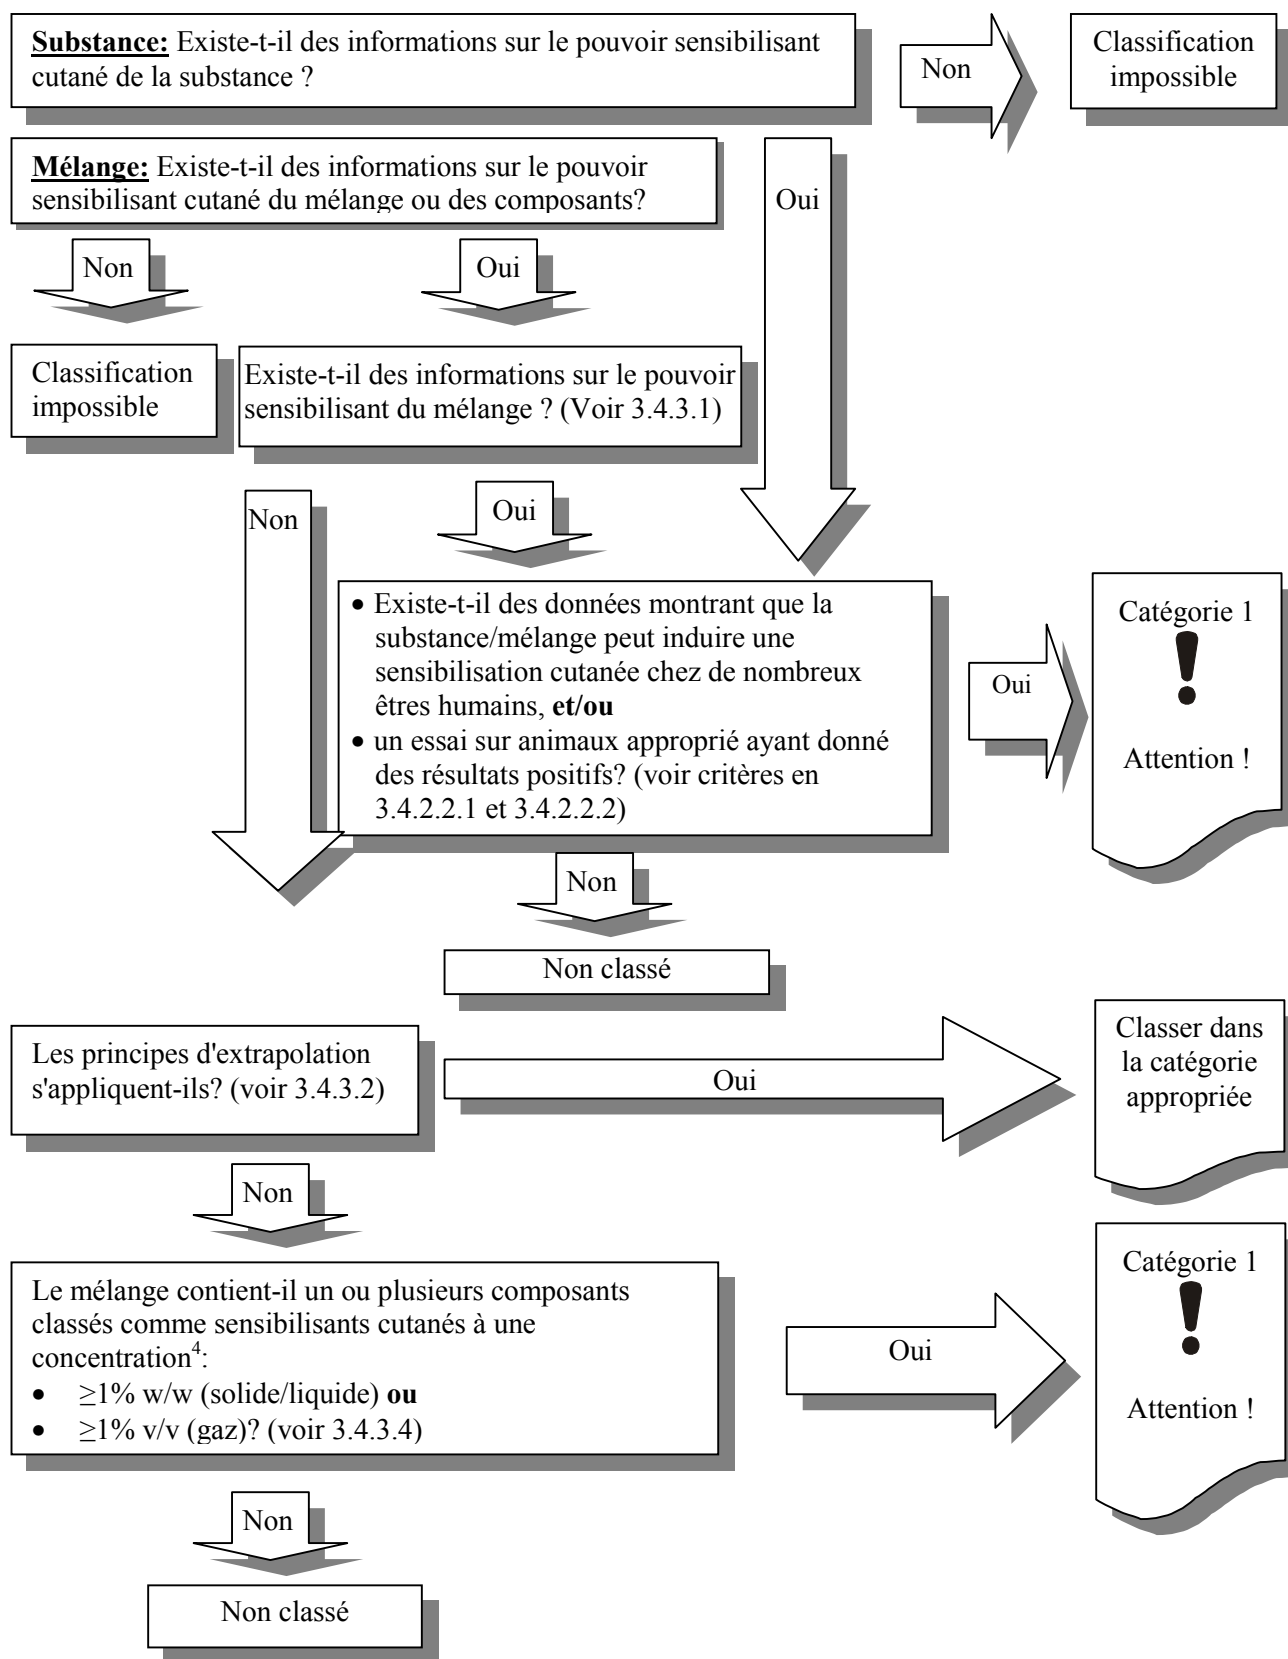 Substance: Existe-t-il des informations sur le pouvoir sensibilisant
cutané de la substance ?
Non
Classification
impossible
Mélange: Existe-t-il des informations sur le pouvoir
sensibilisant cutané du mélange ou des composants?
Oui
Non
Oui
Classification
impossible
Existe-t-il des informations sur le pouvoir
sensibilisant du mélange ? (Voir 3.4.3.1)
Non
Oui
• Existe-t-il des données montrant que la
substance/mélange peut induire une
sensibilisation cutanée chez de nombreux
êtres humains, et/ou
• un essai sur animaux approprié ayant donné
des résultats positifs? (voir critères en
3.4.2.2.1 et 3.4.2.2.2)
Oui
Catégorie 1
!
Attention !
Non
Non classé
Les principes d'extrapolation
s'appliquent-ils? (voir 3.4.3.2)
Oui
Classer dans
la catégorie
appropriée
Non
Le mélange contient-il un ou plusieurs composants
classés comme sensibilisants cutanés à une
concentration⁴:
• ≥1% w/w (solide/liquide) ou
• ≥1% v/v (gaz)? (voir 3.4.3.4)
Oui
Catégorie 1
!
Attention !
Non
Non classé